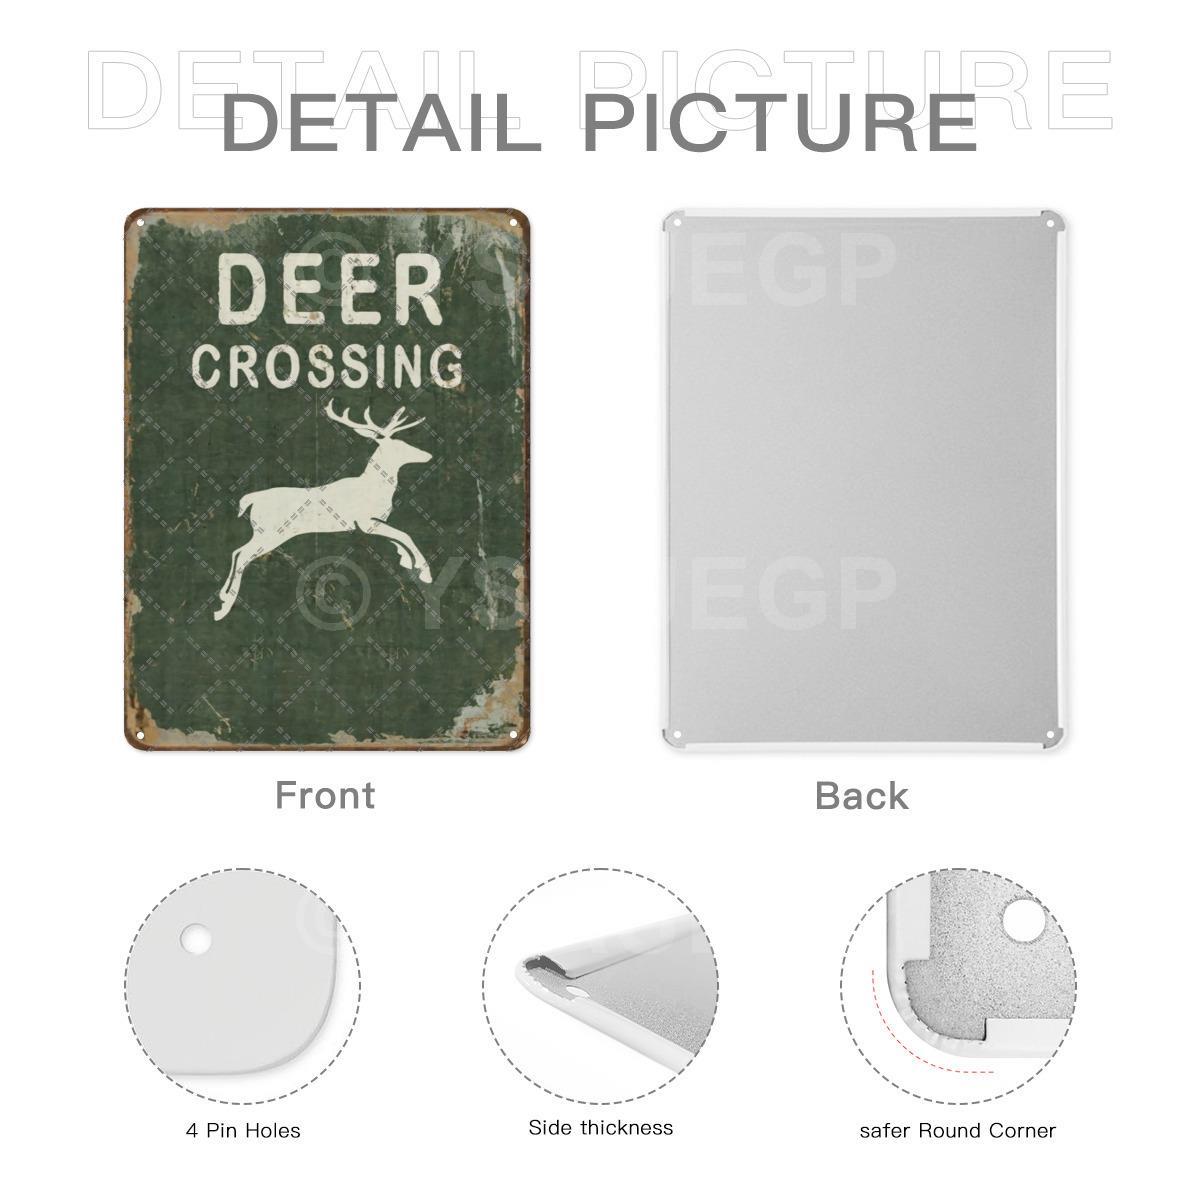 DETAIL PICTURE
DETAIL PICTURE
DEER
CROSSING
Front
Back
4 Pin Holes
Side thickness
safer Round Corner